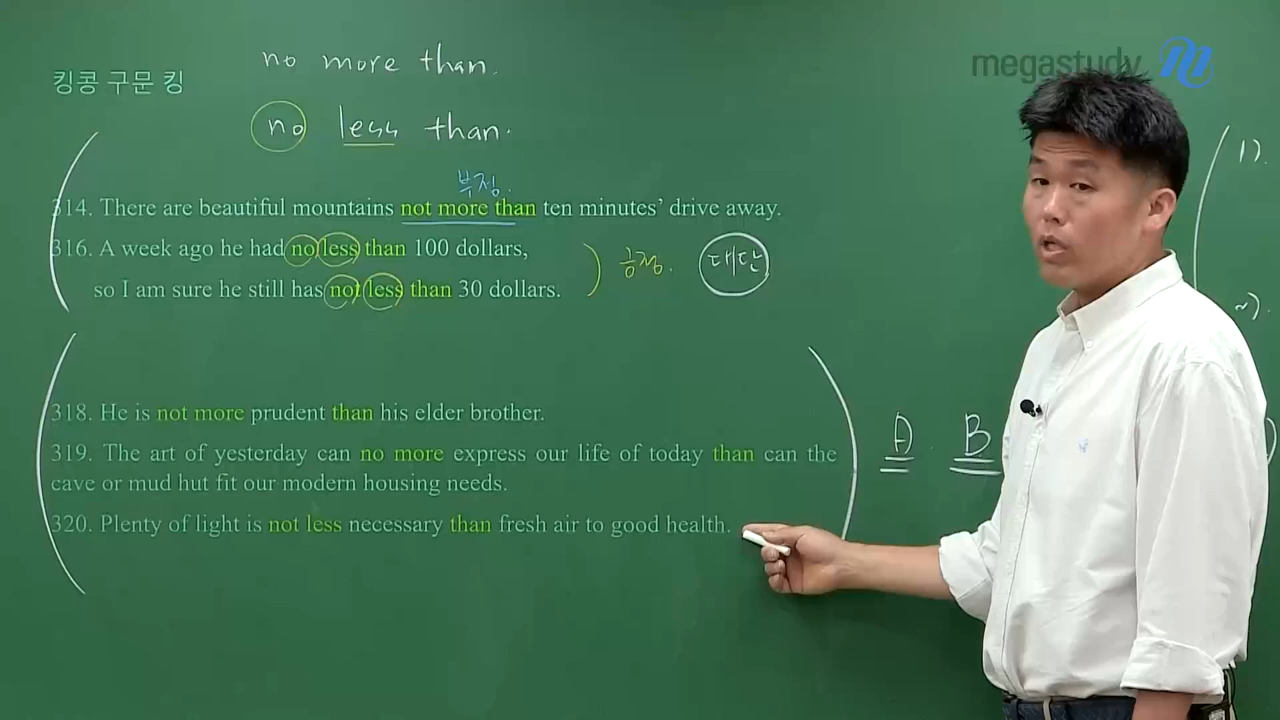 no more than.
megastudy
킹콩 구문 킹
no less than.
1).
부정.
314. There are beautiful mountains not more than ten minutes' drive away.
316. A week ago he had no less than 100 dollars,
긍정. 대단
so I am sure he still has not less than 30 dollars.
2).
318. He is not more prudent than his elder brother.
A B
319. The art of yesterday can no more express our life of today than can the
cave or mud hut fit our modern housing needs.
320. Plenty of light is not less necessary than fresh air to good health.